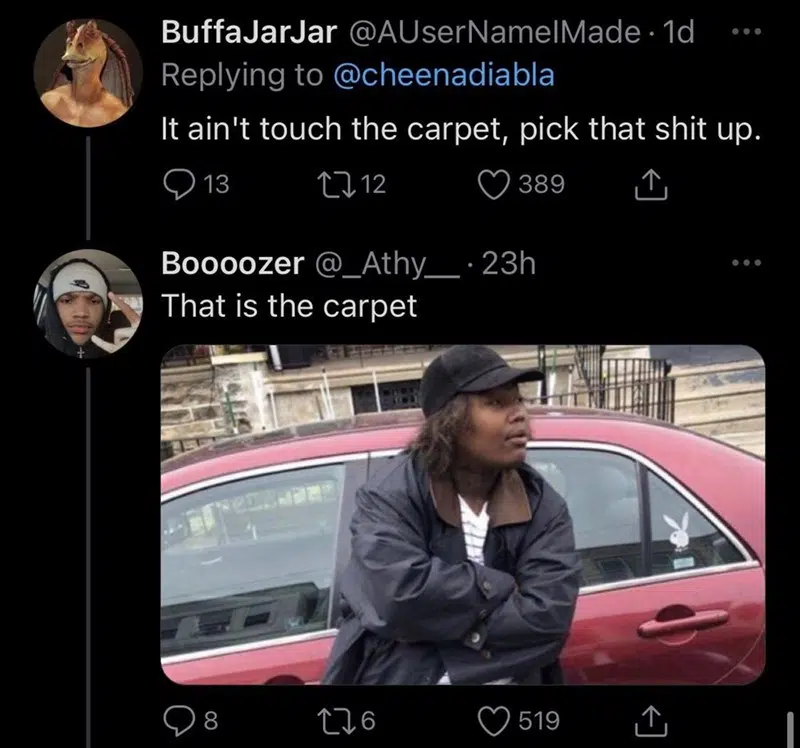 BuffaJarJar @AUserNameIMade · 1d
Replying to @cheenadiabla
It ain't touch the carpet, pick that shit up.
13 12 389
Boooozer @_Athy__ · 23h
That is the carpet
8 6 519